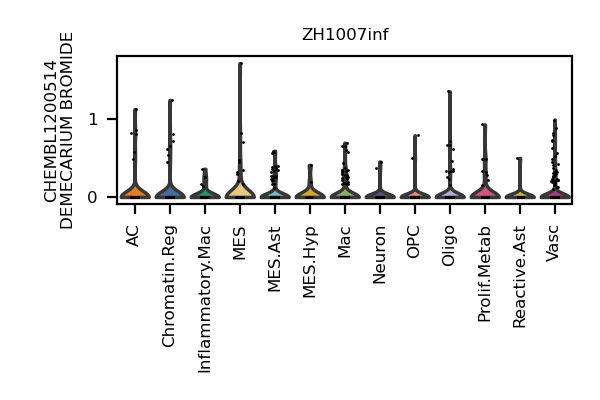 ZH1007inf
CHEMBL1200514
DEMECARIUM BROMIDE
1
0
AC
Chromatin.Reg
Inflammatory.Mac
MES
MES.Ast
MES.Hyp
Mac
Neuron
OPC
Oligo
Prolif.Metab
Reactive.Ast
Vasc